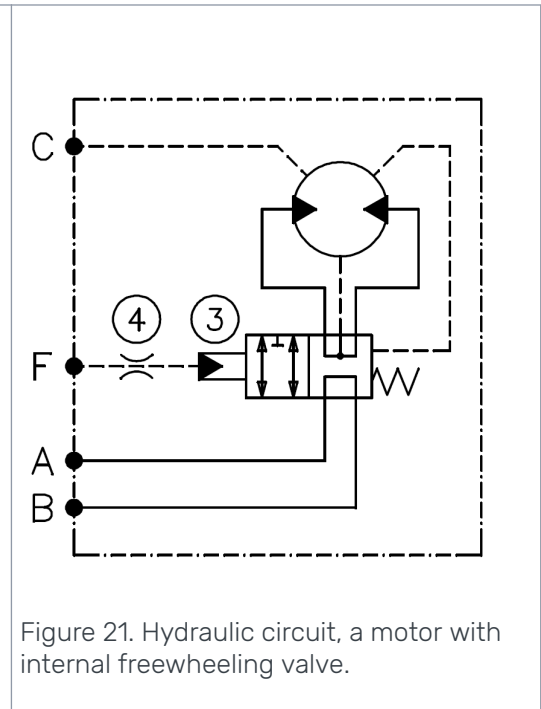 C
4
3
F
A
B
Figure 21. Hydraulic circuit, a motor with
internal freewheeling valve.